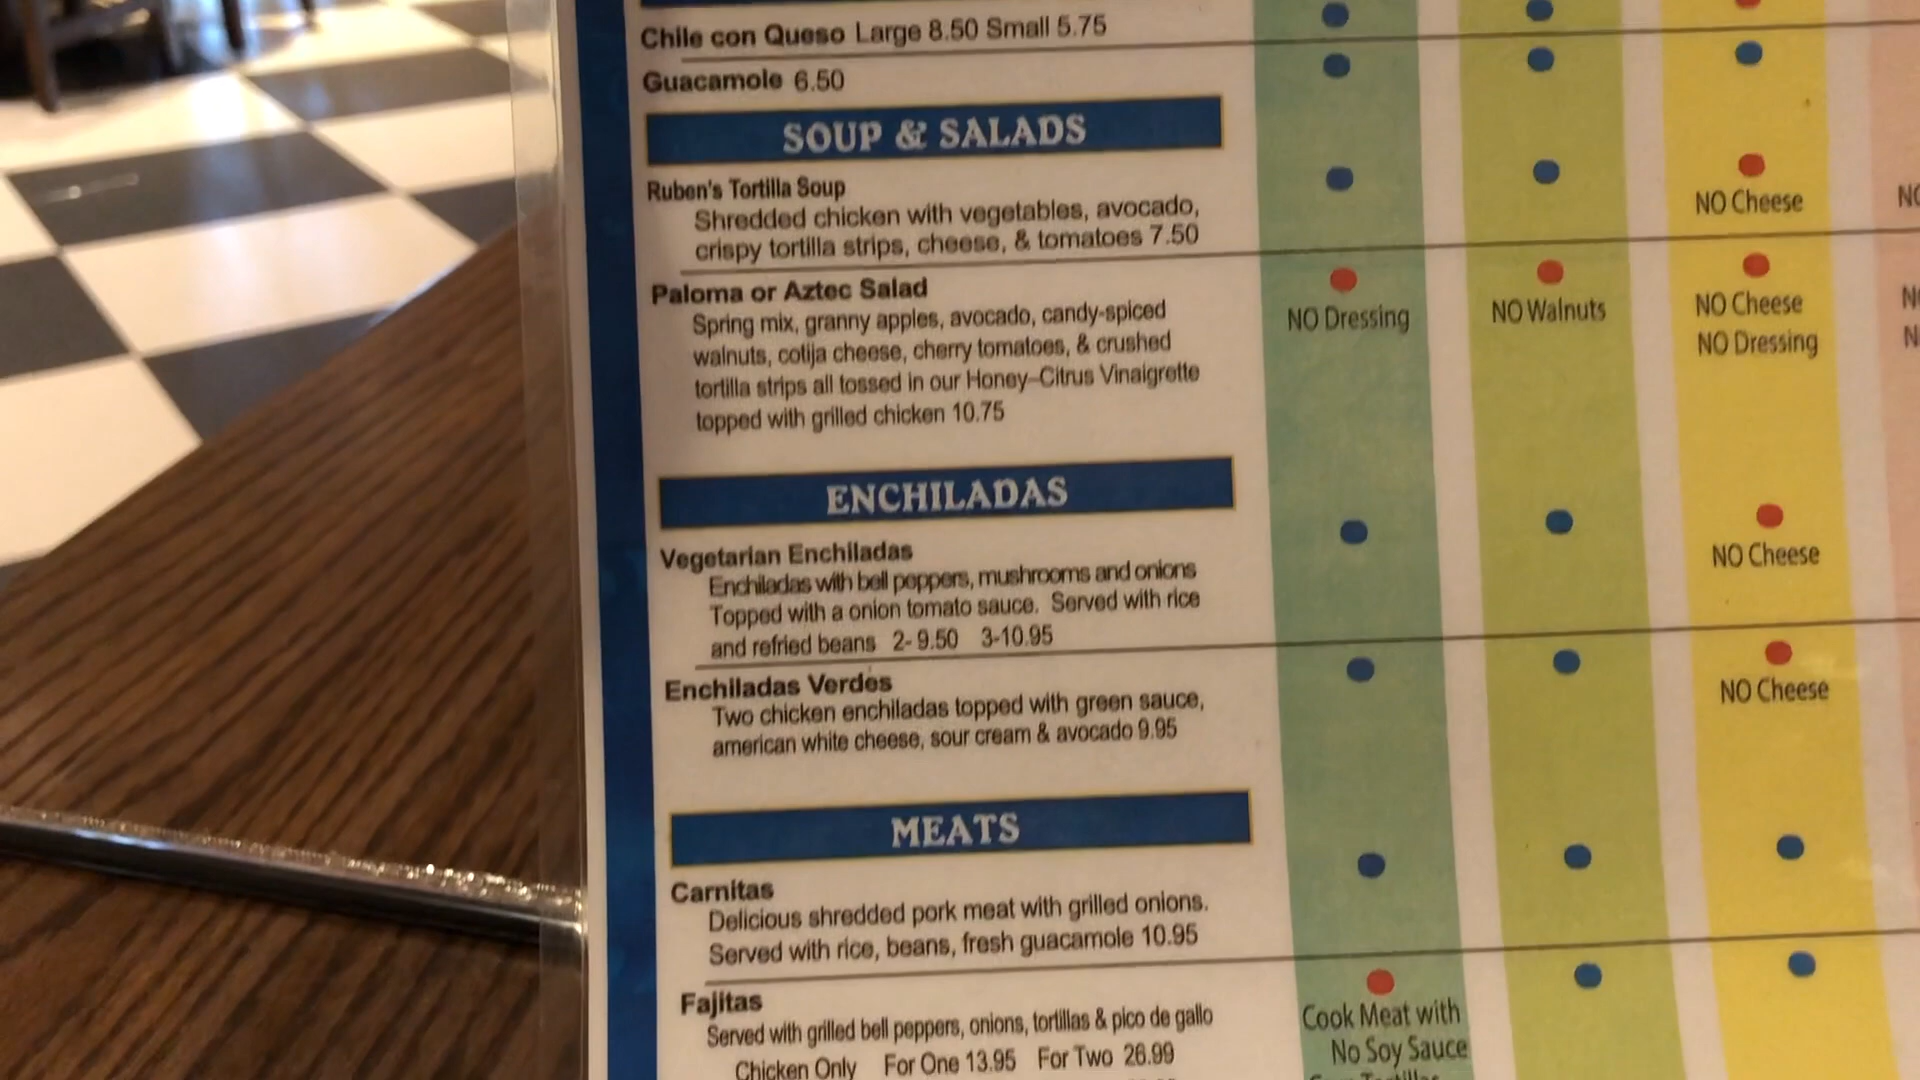 Chile con Queso Large 8.50 Small 5.75
Guacamole 6.50
SOUP & SALADS
Ruben's Tortilla Soup
Shredded chicken with vegetables, avocado,
crispy tortilla strips, cheese, & tomatoes 7.50
NO Cheese
Paloma or Aztec Salad
Spring mix, granny apples, avocado, candy-spiced
walnuts, cotija cheese, cherry tomatoes, & crushed
tortilla strips all tossed in our Honey-Citrus Vinaigrette
topped with grilled chicken 10.75
NO Dressing
NO Walnuts
NO Cheese
NO Dressing
ENCHILADAS
Vegetarian Enchiladas
Enchiladas with bell peppers, mushrooms and onions
Topped with a onion tomato sauce. Served with rice
and refried beans 2- 9.50 3-10.95
NO Cheese
Enchiladas Verdes
Two chicken enchiladas topped with green sauce,
american white cheese, sour cream & avocado 9.95
NO Cheese
MEATS
Carnitas
Delicious shredded pork meat with grilled onions.
Served with rice, beans, fresh guacamole 10.95
Fajitas
Served with grilled bell peppers, onions, tortillas & pico de gallo
Chicken Only For One 13.95 For Two 26.99
Cook Meat with
No Soy Sauce